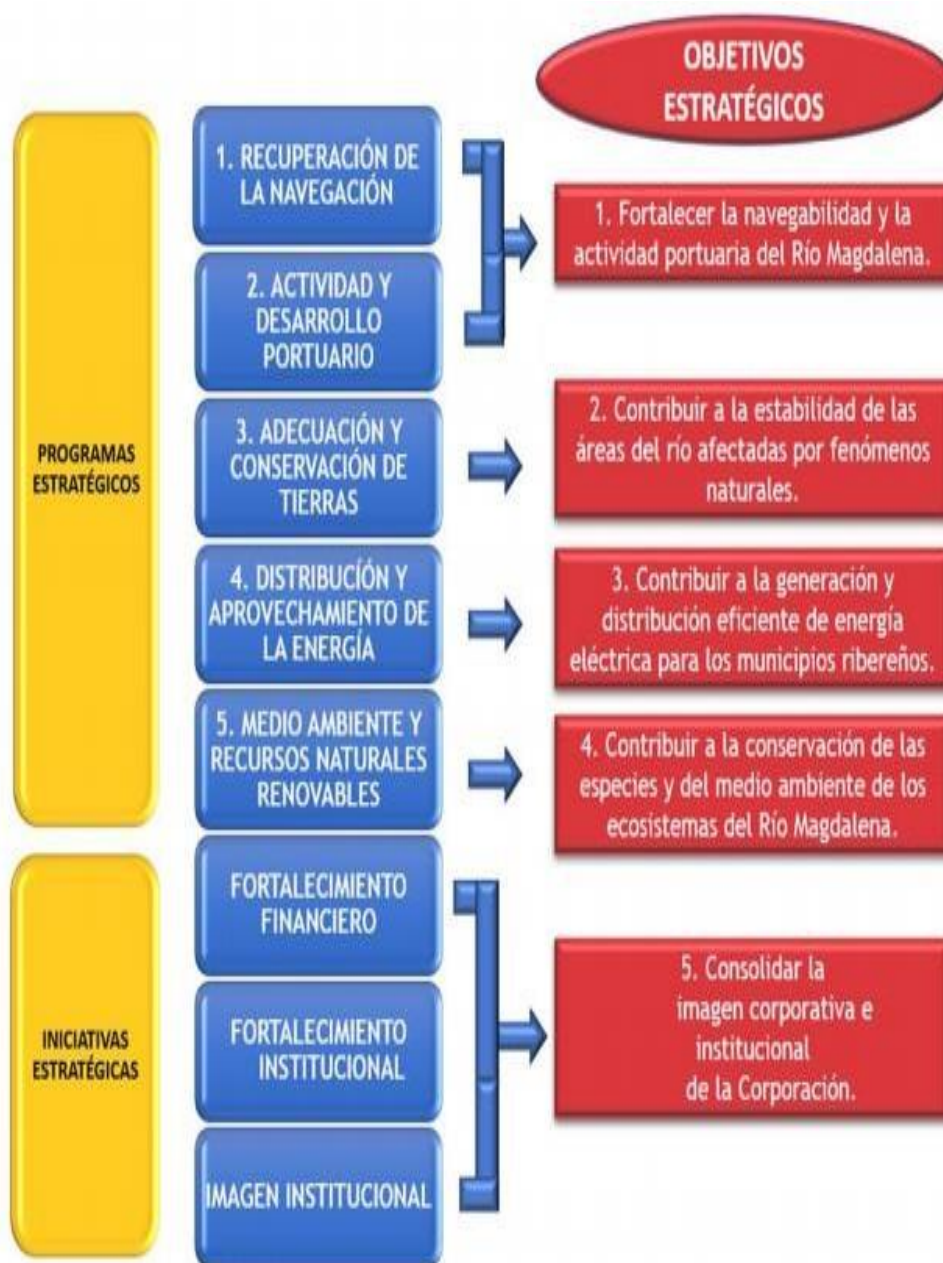 OBJETIVOS
ESTRATÉGICOS
PROGRAMAS
ESTRATÉGICOS
1. RECUPERACIÓN DE
LA NAVEGACIÓN
2. ACTIVIDAD Y
DESARROLLO
PORTUARIO
1. Fortalecer la navegabilidad y la
actividad portuaria del Río Magdalena.
3. ADECUACIÓN Y
CONSERVACIÓN DE
TIERRAS
2. Contribuir a la estabilidad de las
áreas del río afectadas por fenómenos
naturales.
4. DISTRIBUCÍÓN Y
APROVECHAMIENTO DE
LA ENERGÍA
3. Contribuir a la generación y
distribución eficiente de energía
eléctrica para los municipios ribereños.
5. MEDIO AMBIENTE Y
RECURSOS NATURALES
RENOVABLES
4. Contribuir a la conservación de las
especies y del medio ambiente de los
ecosistemas del Río Magdalena.
INICIATIVAS
ESTRATÉGICAS
FORTALECIMIENTO
FINANCIERO
FORTALECIMIENTO
INSTITUCIONAL
IMAGEN INSTITUCIONAL
5. Consolidar la
imagen corporativa e
institucional
de la Corporación.